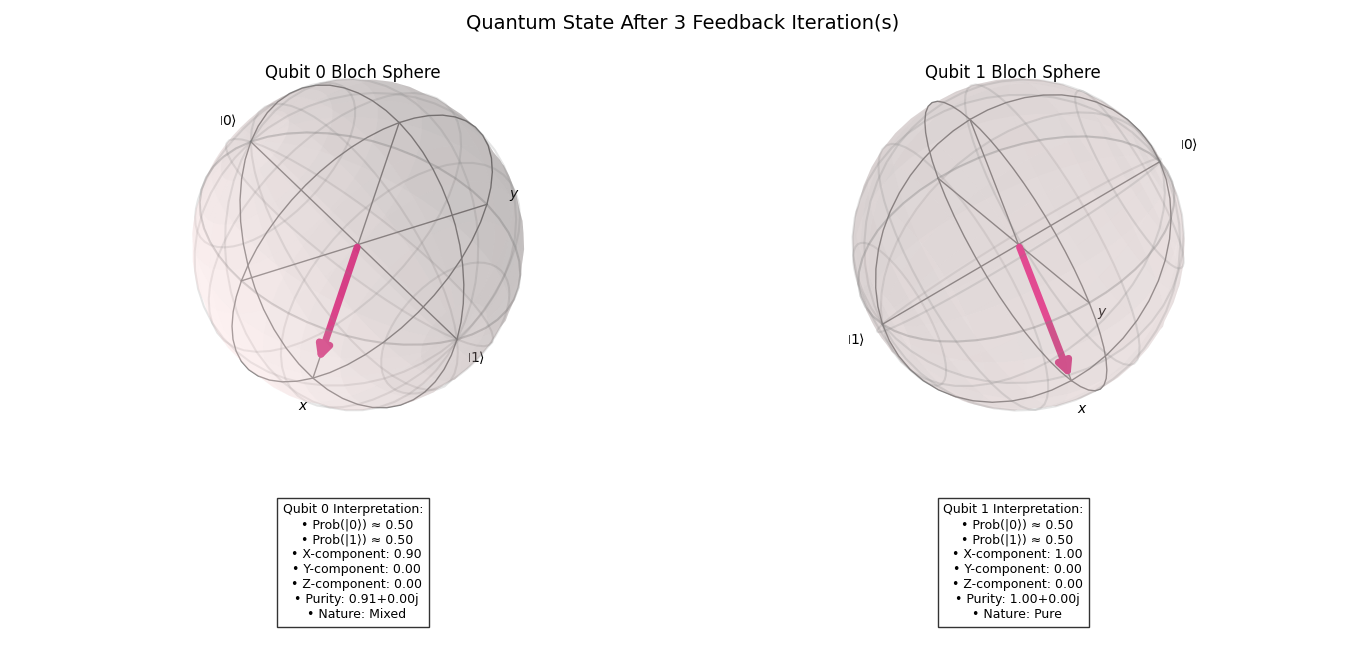 Quantum State After 3 Feedback Iteration(s)
Qubit 0 Bloch Sphere
|0⟩
y
|1⟩
x
Qubit 1 Bloch Sphere
|0⟩
y
|1⟩
x
Qubit 0 Interpretation:
• Prob(|0⟩) ≈ 0.50
• Prob(|1⟩) ≈ 0.50
• X-component: 0.90
• Y-component: 0.00
• Z-component: 0.00
• Purity: 0.91+0.00j
• Nature: Mixed
Qubit 1 Interpretation:
• Prob(|0⟩) ≈ 0.50
• Prob(|1⟩) ≈ 0.50
• X-component: 1.00
• Y-component: 0.00
• Z-component: 0.00
• Purity: 1.00+0.00j
• Nature: Pure